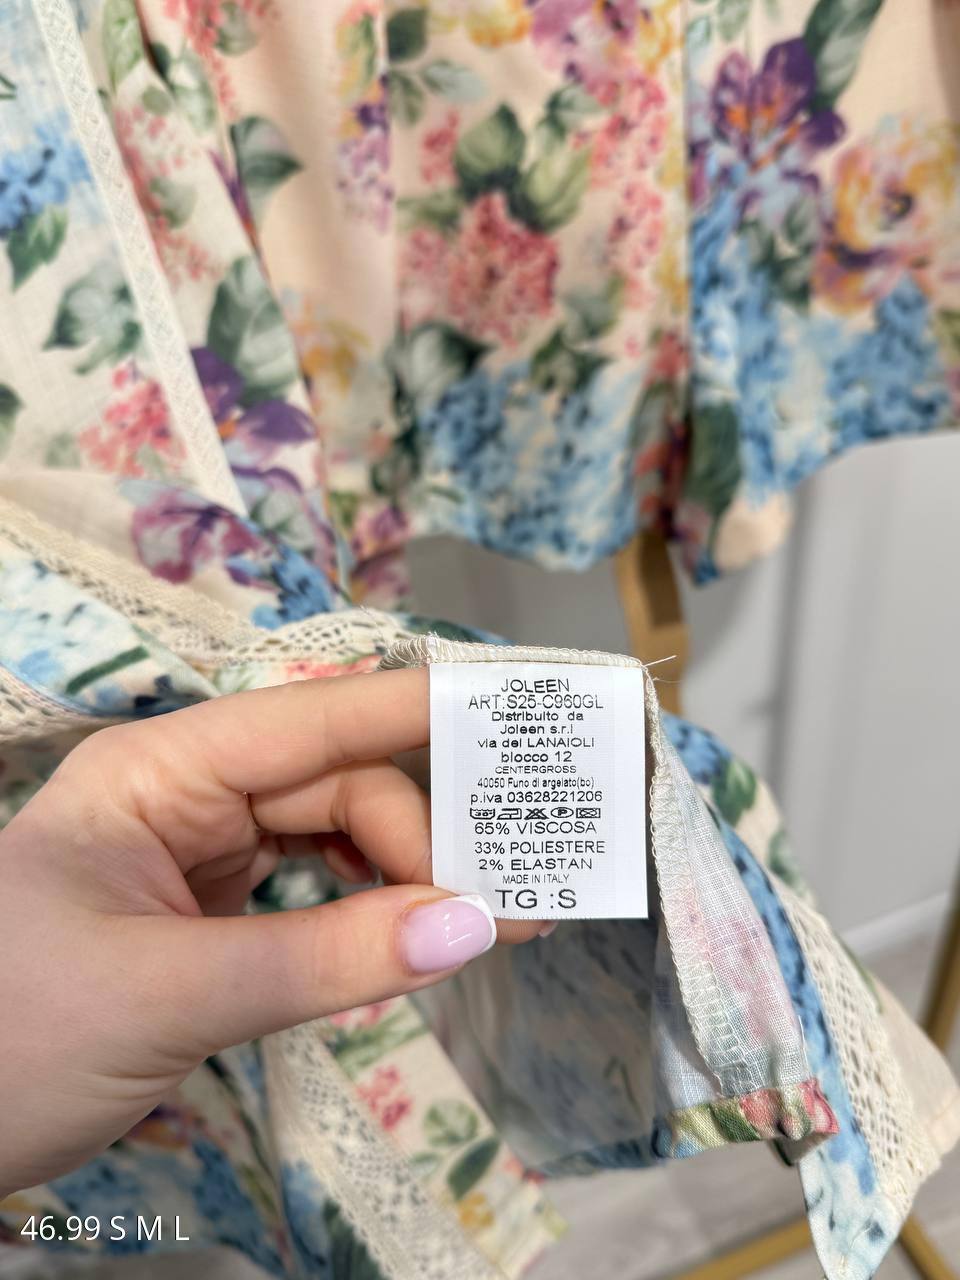 JOLEEN
ART:S25-C960GL
Distribuito da
Joleen s.r.l
via dei LANAIOLI
blocco 12
CENTERGROSS
40050 Funo di argelato(bo)
p.iva 03628221206
65% VISCOSA
33% POLIESTERE
2% ELASTAN
MADE IN ITALY
TG :S
46.99 S M L